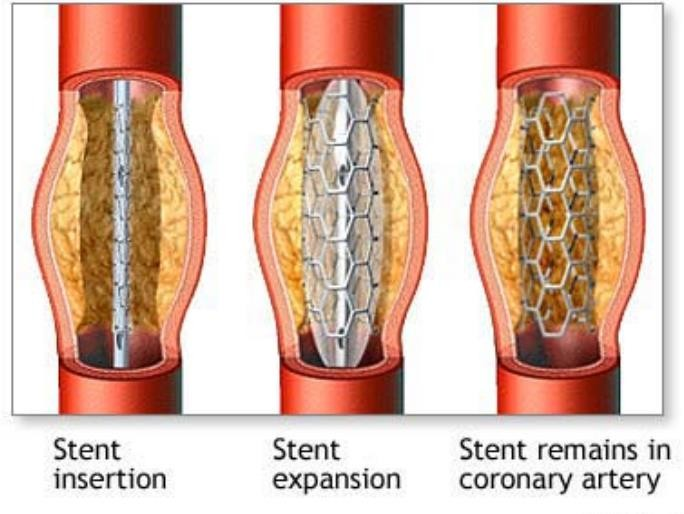 Stent
insertion
Stent
expansion
Stent remains in
coronary artery